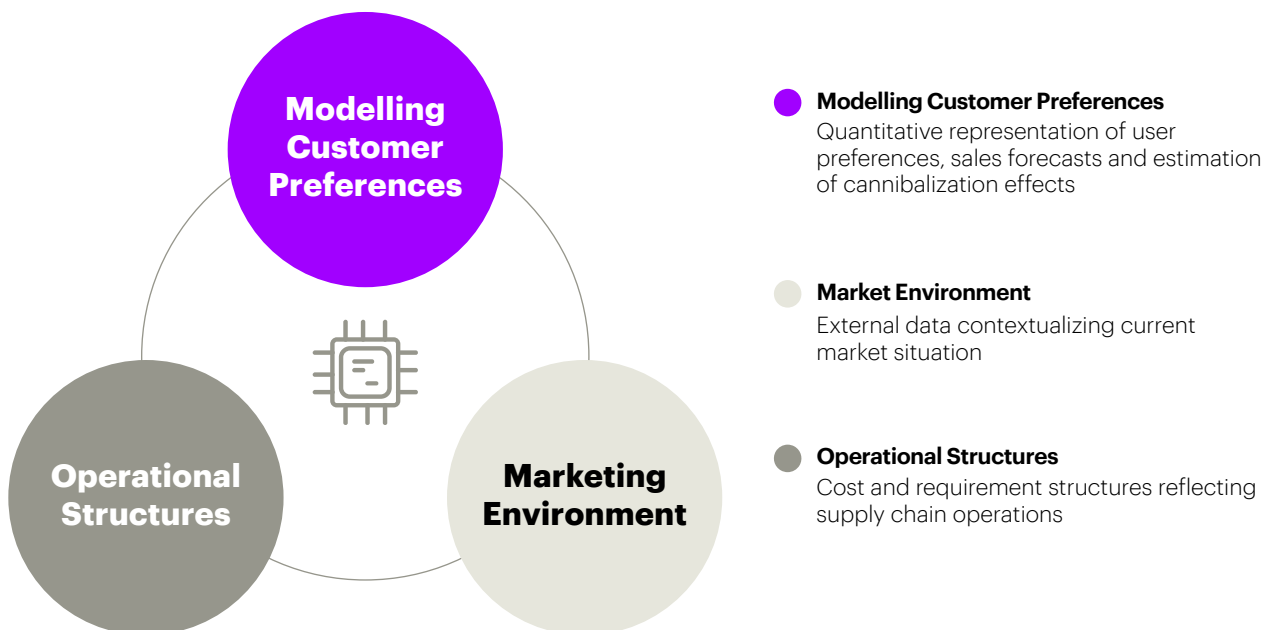 Modelling
Customer
Preferences
Operational
Structures
Marketing
Environment
Modelling Customer Preferences
Quantitative representation of user
preferences, sales forecasts and estimation
of cannibalization effects
Market Environment
External data contextualizing current
market situation
Operational Structures
Cost and requirement structures reflecting
supply chain operations